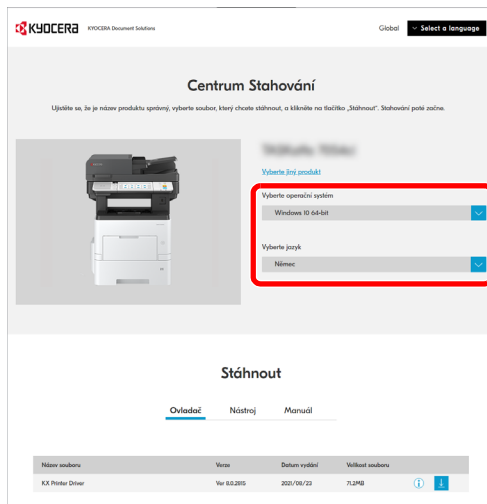 KYOCERA KYOCERA Document Solutions Global Select a language
Centrum Stahování
Ujistěte se, že je název produktu správný, vyberte soubor, který chcete stáhnout, a klikněte na tlačítko „Stáhnout“. Stahování poté začne.
Vyberte jiný produkt
Vyberte operační systém
Windows 10 64-bit
Vyberte jazyk
Němec
Stáhnout
Ovladač Nástroj Manuál
Název souboru Verze Datum vydání Velikost souboru
KX Printer Driver Ver 8.0.2815 2021/08/23 71.2MB